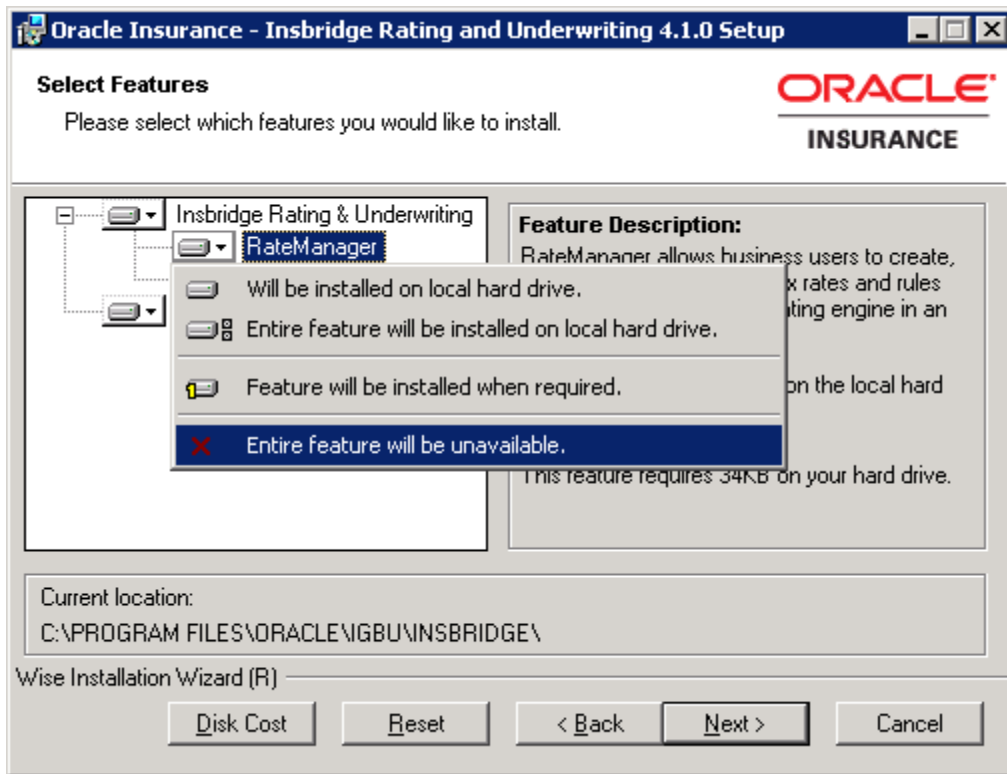 Oracle Insurance - Insbridge Rating and Underwriting 4.1.0 Setup
Select Features
Please select which features you would like to install.
ORACLE
INSURANCE
Insbridge Rating & Underwriting
RateManager
Will be installed on local hard drive.
Entire feature will be installed on local hard drive.
Feature will be installed when required.
Entire feature will be unavailable.
Feature Description:
RateManager allows business users to create,
x rates and rules
ating engine in an
on the local hard
This feature requires 34KB on your hard drive.
Current location:
C:\PROGRAM FILES\ORACLE\IGBU\INSBRIDGE\
Wise Installation Wizard (R)
Disk Cost
Reset
< Back
Next >
Cancel